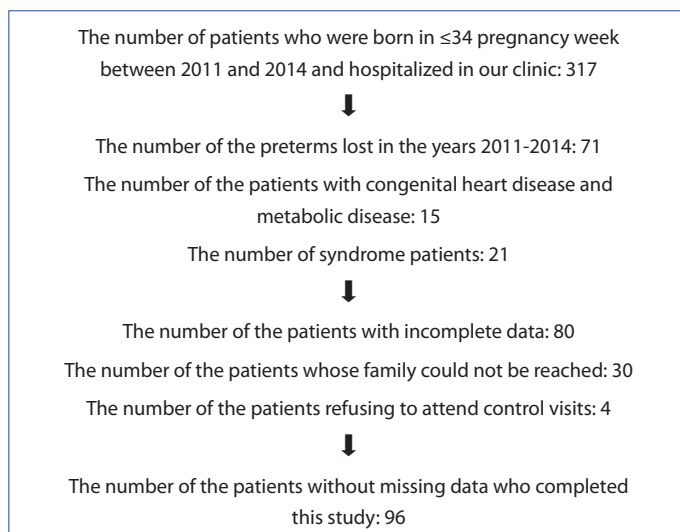 The number of patients who were born in ≤34 pregnancy week
between 2011 and 2014 and hospitalized in our clinic: 317
The number of the preterms lost in the years 2011-2014: 71
The number of the patients with congenital heart disease and
metabolic disease: 15
The number of syndrome patients: 21
The number of the patients with incomplete data: 80
The number of the patients whose family could not be reached: 30
The number of the patients refusing to attend control visits: 4
The number of the patients without missing data who completed
this study: 96